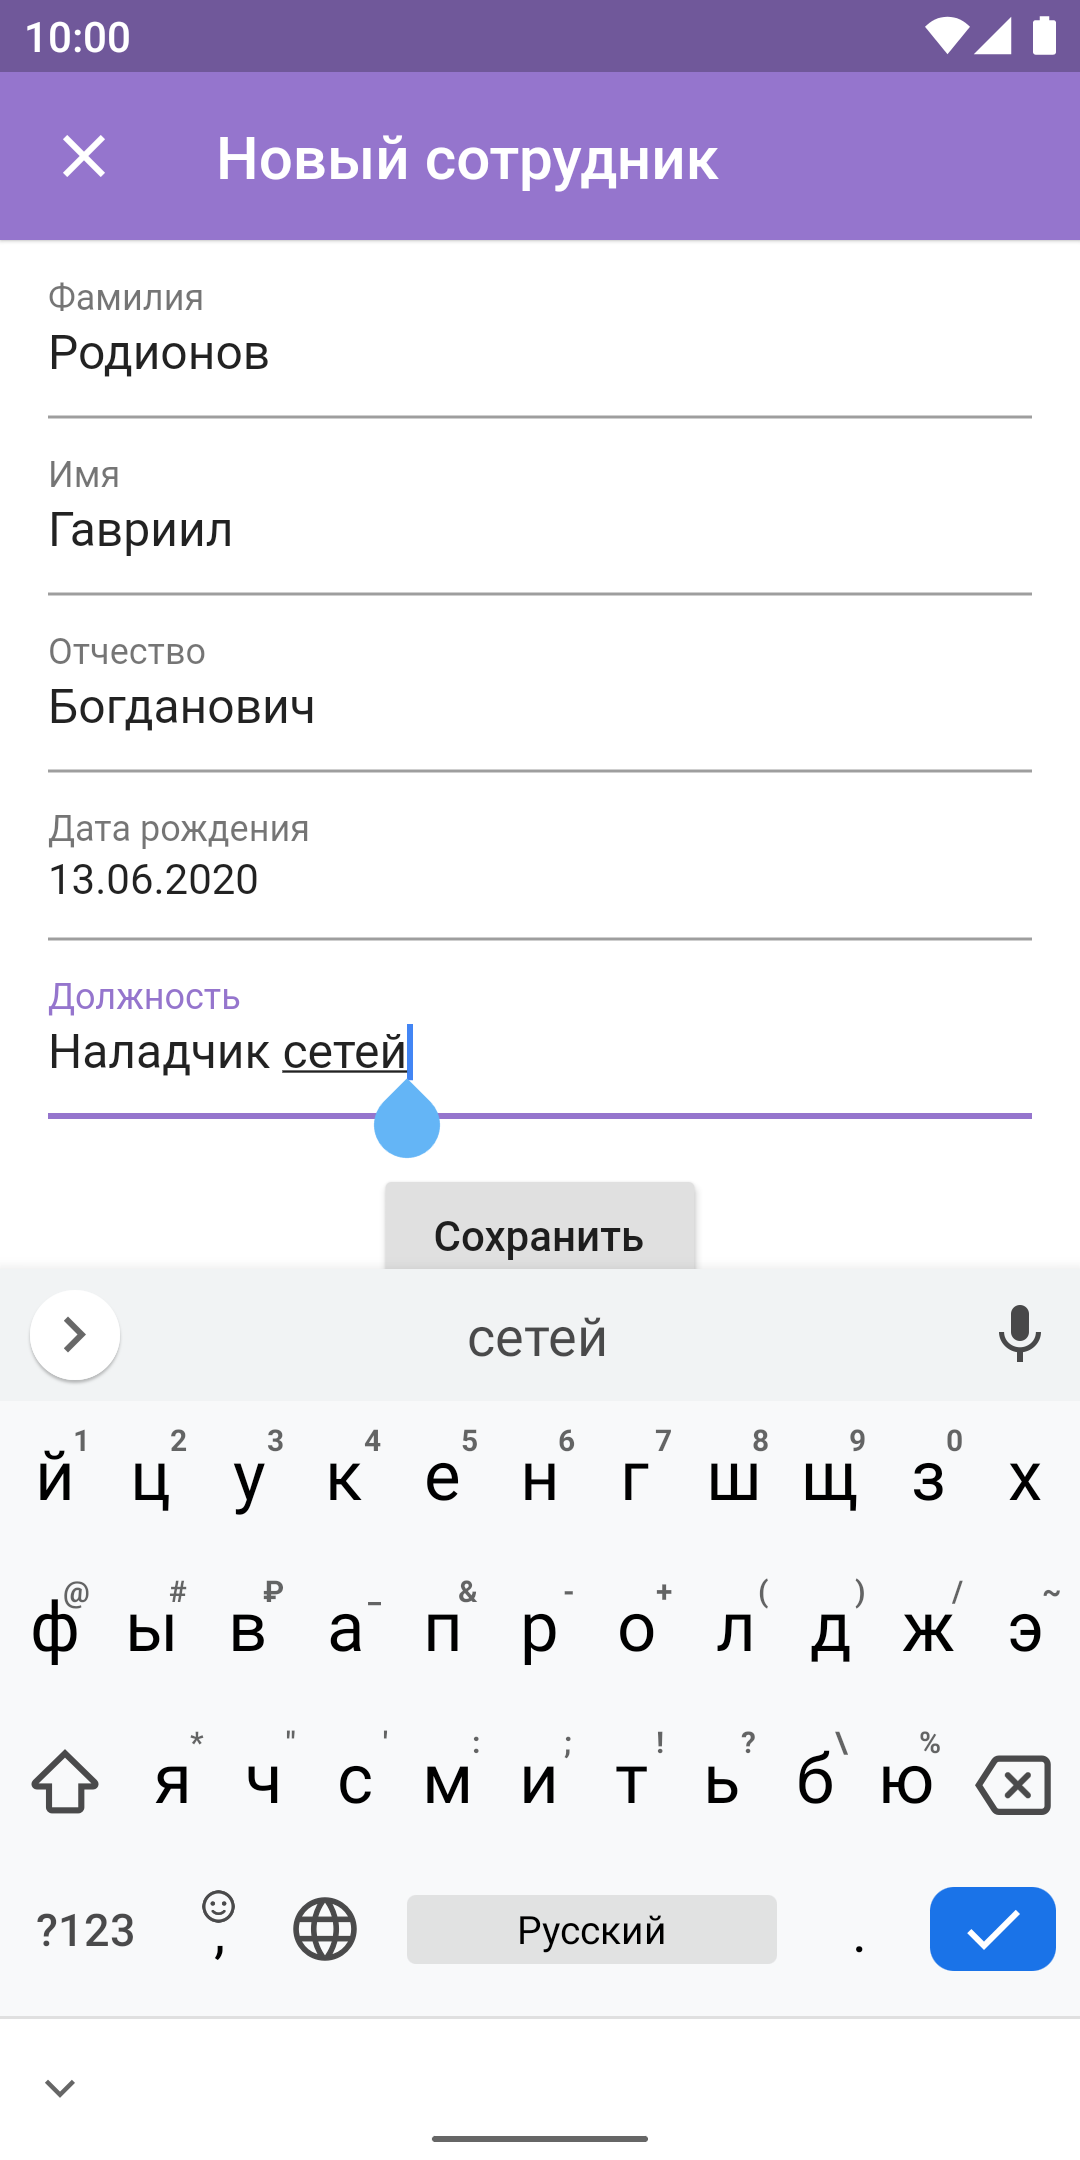 10:00
Новый сотрудник
Фамилия
Родионов
Имя
Гавриил
Отчество
Богданович
Дата рождения
13.06.2020
Должность
Наладчик сетей
Сохранить
сетей
1 2 3 4 5 6 7 8 9 0
й ц у к е н г ш щ з х
@ # ₽ _ & - + ( ) / ~
ф ы в а п р о л д ж э
* " ' : ; ! ? \ %
я ч с м и т ь б ю
?123 , Русский .